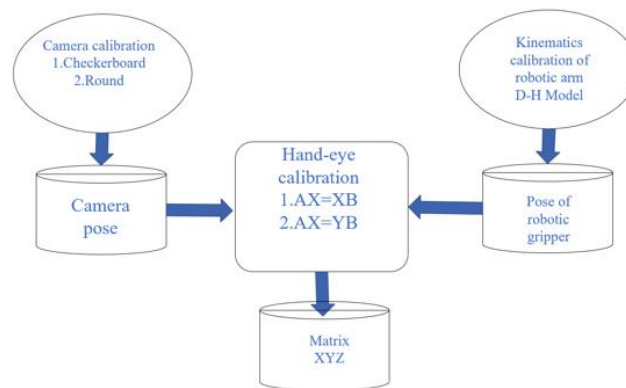 Camera calibration
1.Checkerboard
2.Round
Kinematics
calibration of
robotic arm
D-H Model
Hand-eye
calibration
1.AX=XB
2.AX=YB
Camera
pose
Pose of
robotic
gripper
Matrix
XYZ